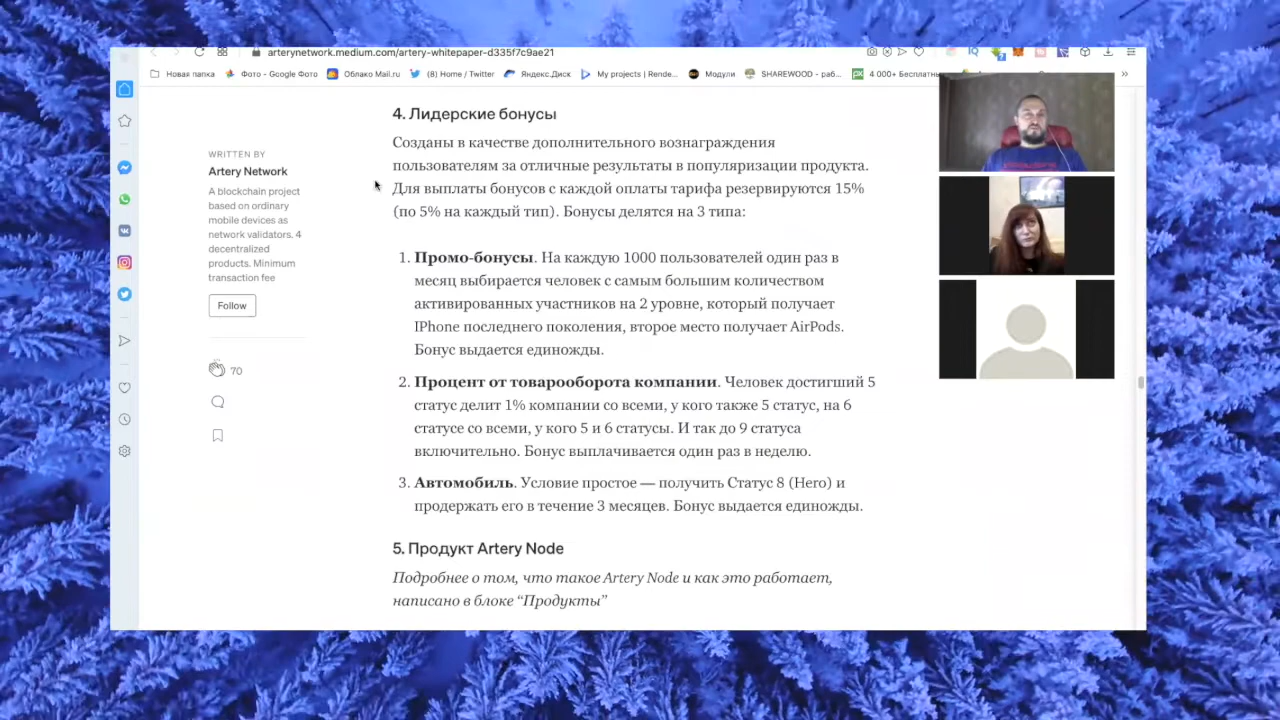 arterynetwork.medium.com/artery-whitepaper-d335f7c9ae21
Новая папка
Фото - Google Фото
Облако Mail.ru
(8) Home / Twitter
Яндекс.Диск
My projects | Rende...
Модули
SHAREWOOD - раб...
4 000+ Бесплатны
»
WRITTEN BY
Artery Network
A blockchain project
based on ordinary
mobile devices as
network validators. 4
decentralized
products. Minimum
transaction fee
Follow
70
4. Лидерские бонусы
Созданы в качестве дополнительного вознаграждения
пользователям за отличные результаты в популяризации продукта.
Для выплаты бонусов с каждой оплаты тарифа резервируются 15%
(по 5% на каждый тип). Бонусы делятся на 3 типа:
1. Промо-бонусы. На каждую 1000 пользователей один раз в
месяц выбирается человек с самым большим количеством
активированных участников на 2 уровне, который получает
IPhone последнего поколения, второе место получает AirPods.
Бонус выдается единожды.
2. Процент от товарооборота компании. Человек достигший 5
статус делит 1% компании со всеми, у кого также 5 статус, на 6
статусе со всеми, у кого 5 и 6 статусы. И так до 9 статуса
включительно. Бонус выплачивается один раз в неделю.
3. Автомобиль. Условие простое — получить Статус 8 (Hero) и
продержать его в течение 3 месяцев. Бонус выдается единожды.
5. Продукт Artery Node
Подробнее о том, что такое Artery Node и как это работает,
написано в блоке “Продукты”